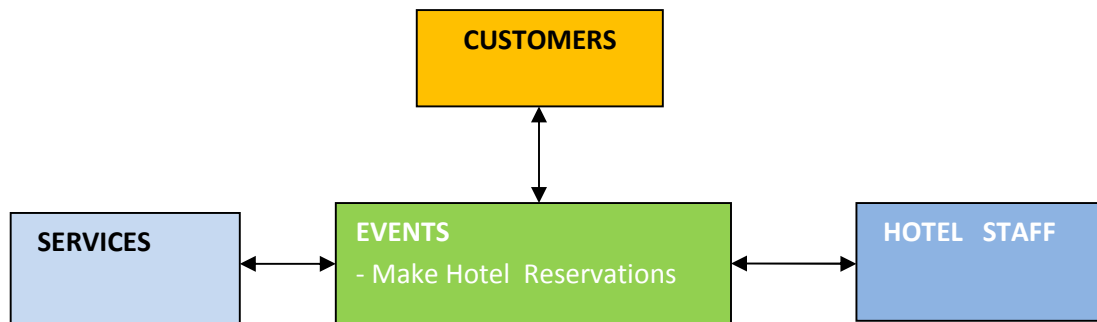 CUSTOMERS
SERVICES
EVENTS
- Make Hotel Reservations
HOTEL STAFF